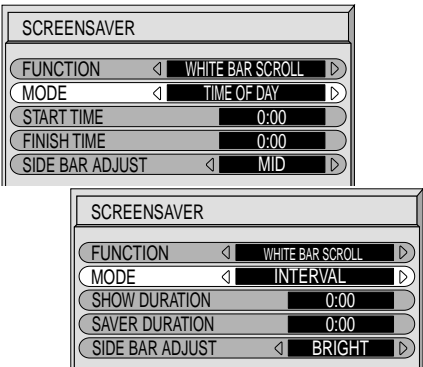 SCREENSAVER
FUNCTION WHITE BAR SCROLL
MODE TIME OF DAY
START TIME 0:00
FINISH TIME 0:00
SIDE BAR ADJUST MID
SCREENSAVER
FUNCTION WHITE BAR SCROLL
MODE INTERVAL
SHOW DURATION 0:00
SAVER DURATION 0:00
SIDE BAR ADJUST BRIGHT